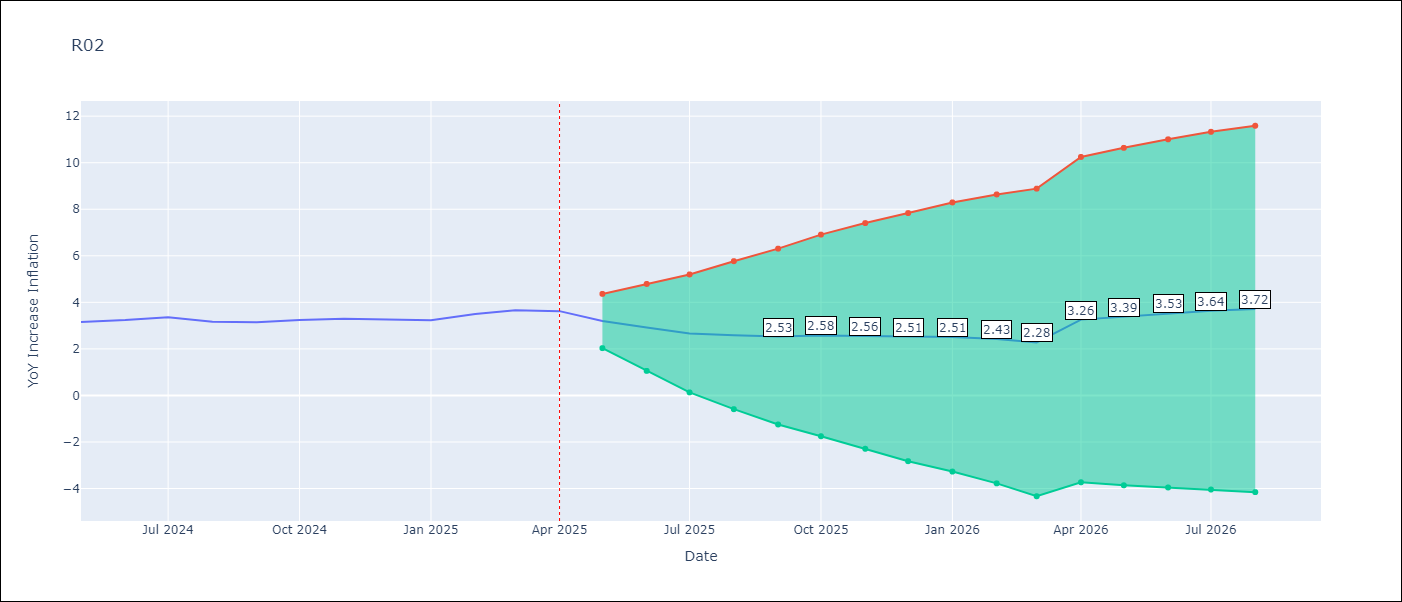 R02
YoY Increase Inflation
12
10
8
6
4
2
0
−2
−4
2.53
2.58
2.56
2.51
2.51
2.43
2.28
3.26
3.39
3.53
3.64
3.72
Jul 2024
Oct 2024
Jan 2025
Apr 2025
Jul 2025
Oct 2025
Jan 2026
Apr 2026
Jul 2026
Date